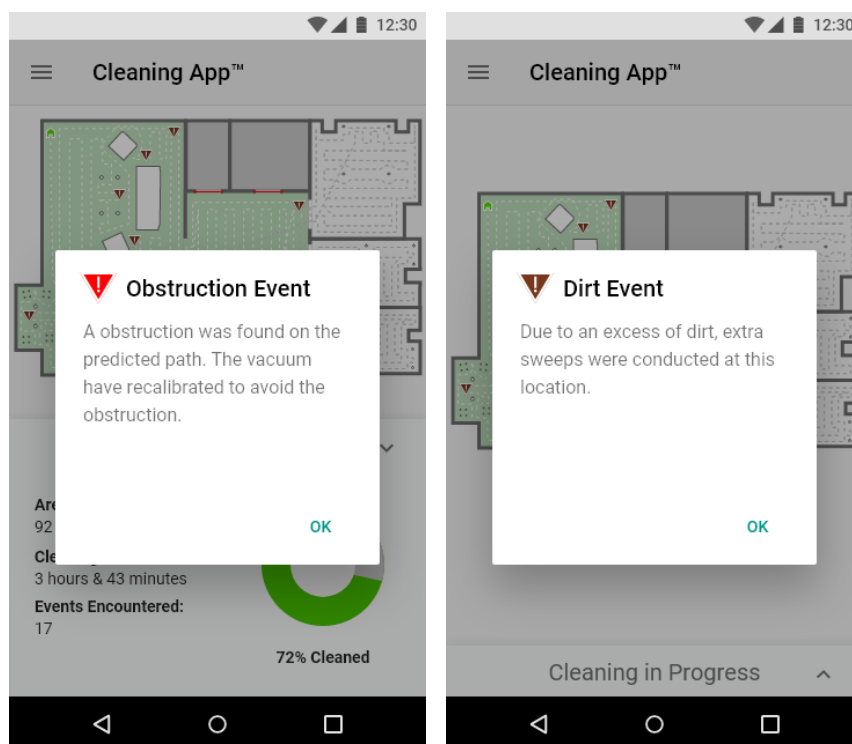 12:30
Cleaning App™
Obstruction Event
A obstruction was found on the
predicted path. The vacuum
have recalibrated to avoid the
obstruction.
OK
92
3 hours & 43 minutes
Events Encountered:
17
72% Cleaned
12:30
Cleaning App™
Dirt Event
Due to an excess of dirt, extra
sweeps were conducted at this
location.
OK
Cleaning in Progress